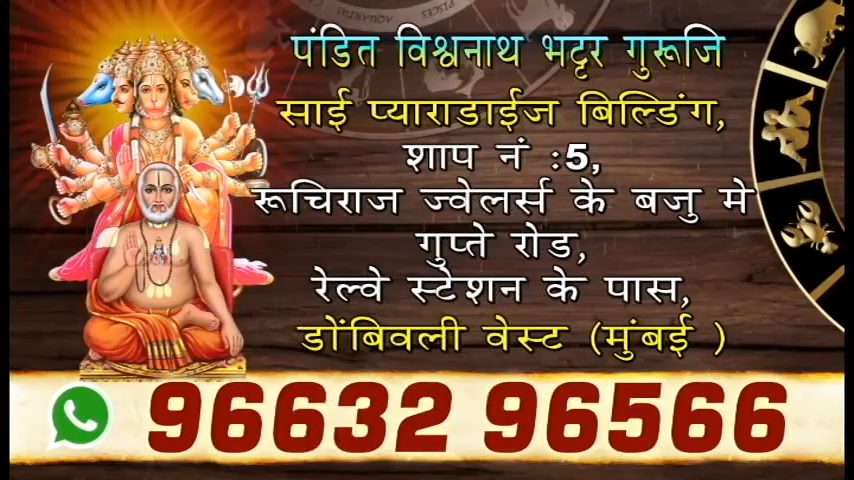 पंडित विश्वनाथ भट्टर गुरूजि
साई प्याराडाईज बिल्डिंग,
शाप नं :5,
रूचिराज ज्वेलर्स के बजु मे
गुप्ते रोड,
रेल्वे स्टेशन के पास,
डोंबिवली वेस्ट (मुंबई )
96632 96566